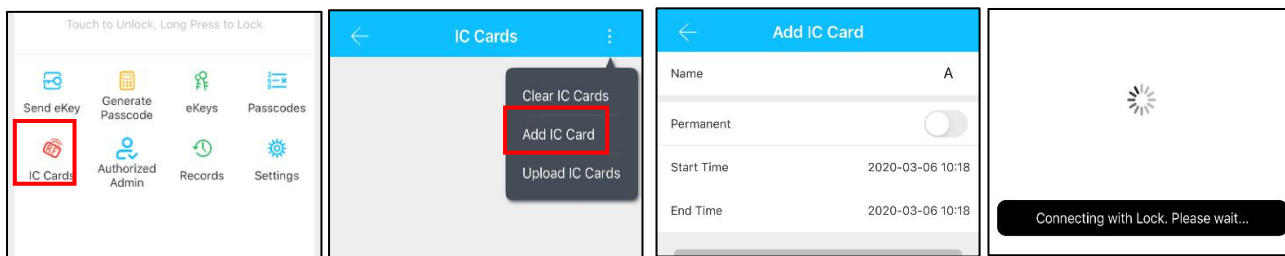 Touch to Unlock, Long Press to Lock
Send eKey
Generate
Passcode
eKeys
Passcodes
RF
IC Cards
Authorized
Admin
Records
Settings
IC Cards
Clear IC Cards
Add IC Card
Upload IC Cards
Add IC Card
Name A
Permanent
Start Time 2020-03-06 10:18
End Time 2020-03-06 10:18
Connecting with Lock. Please wait...